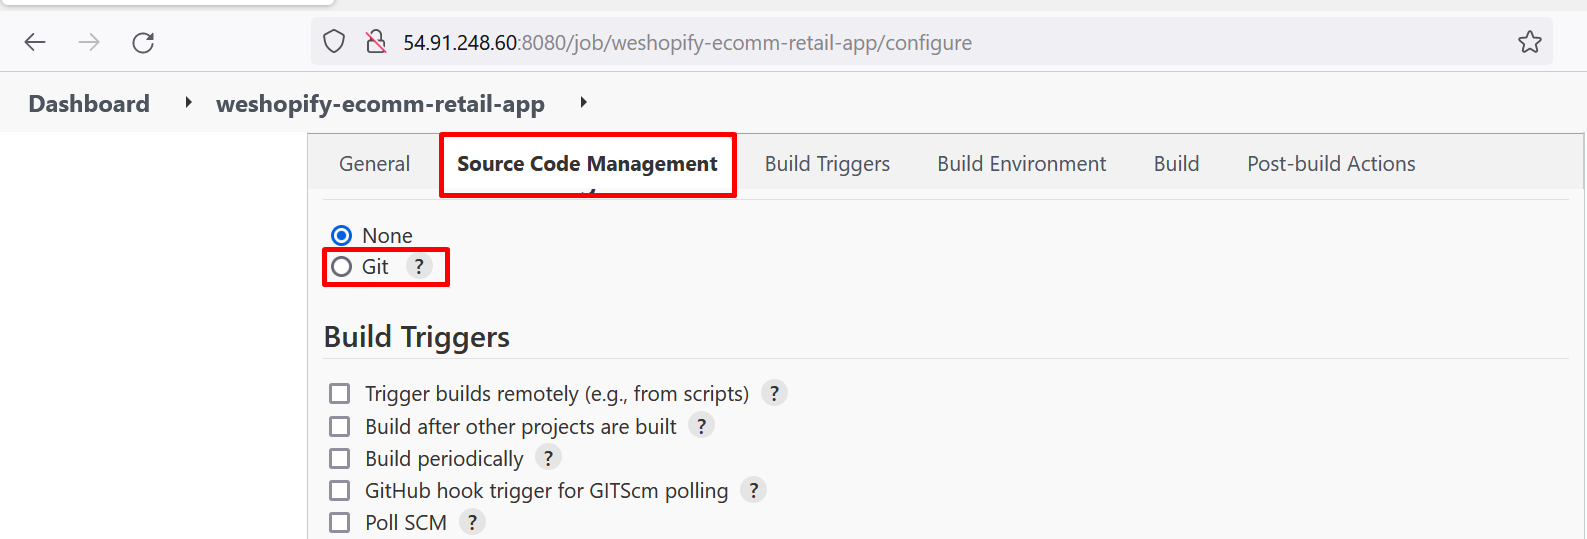 54.91.248.60:8080/job/weshopify-ecomm-retail-app/configure
Dashboard weshopify-ecomm-retail-app
General Source Code Management Build Triggers Build Environment Build Post-build Actions
None
Git ?
Build Triggers
Trigger builds remotely (e.g., from scripts) ?
Build after other projects are built ?
Build periodically ?
GitHub hook trigger for GITScm polling ?
Poll SCM ?